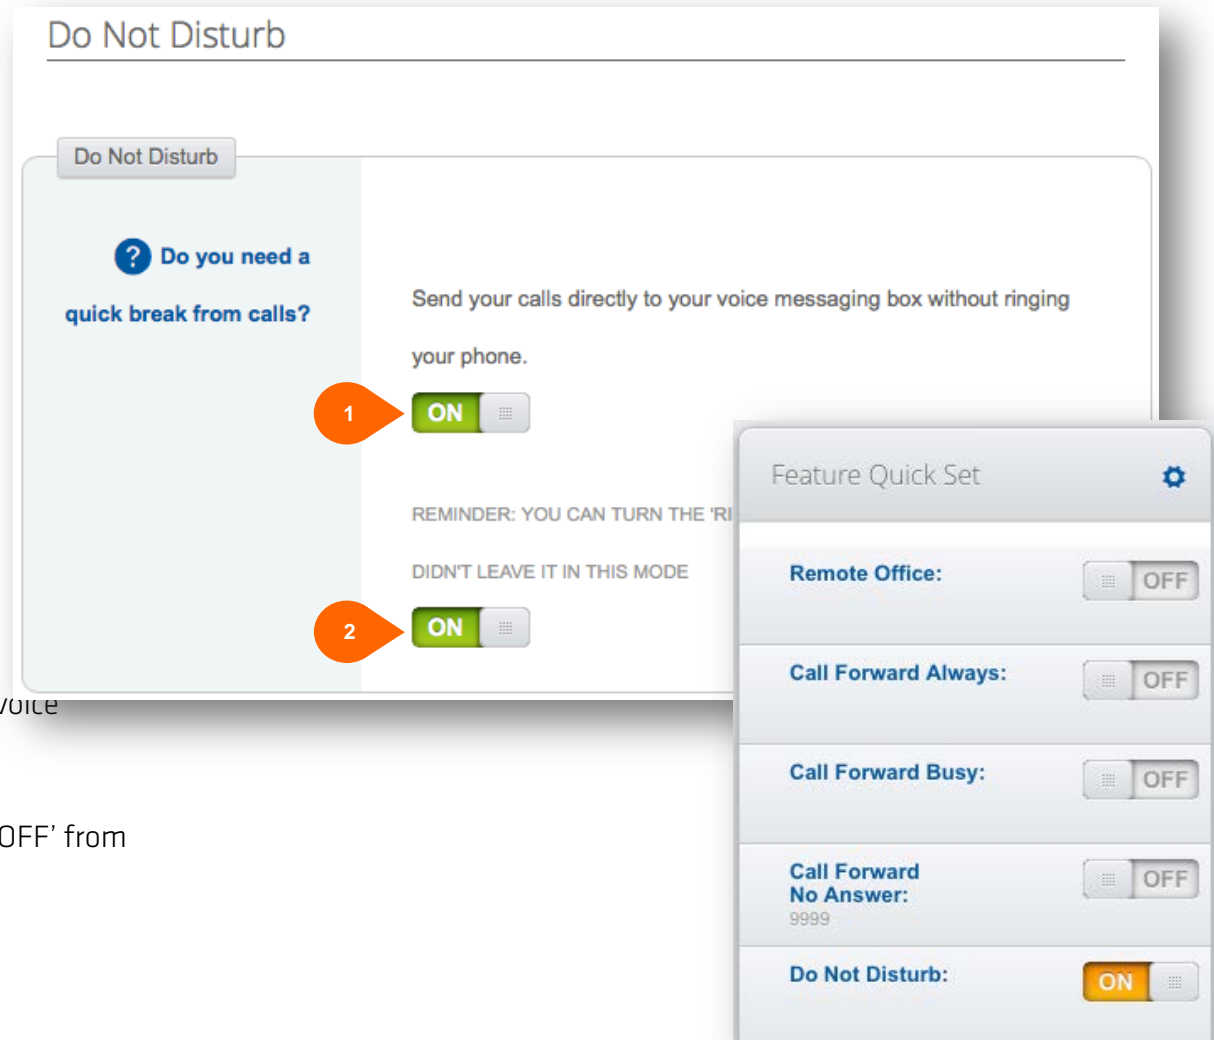 Do Not Disturb
Do Not Disturb
? Do you need a
quick break from calls?
Send your calls directly to your voice messaging box without ringing
your phone.
1
ON
REMINDER: YOU CAN TURN THE 'RI
DIDN'T LEAVE IT IN THIS MODE
2
ON
voice
OFF’ from
Feature Quick Set
Remote Office:
OFF
Call Forward Always:
OFF
Call Forward Busy:
OFF
Call Forward
No Answer:
OFF
9999
Do Not Disturb:
ON